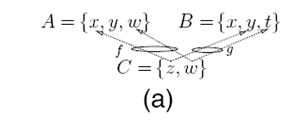 A = {x, y, w} B = {x, y, t}
f g
C = {z, w}
(a)